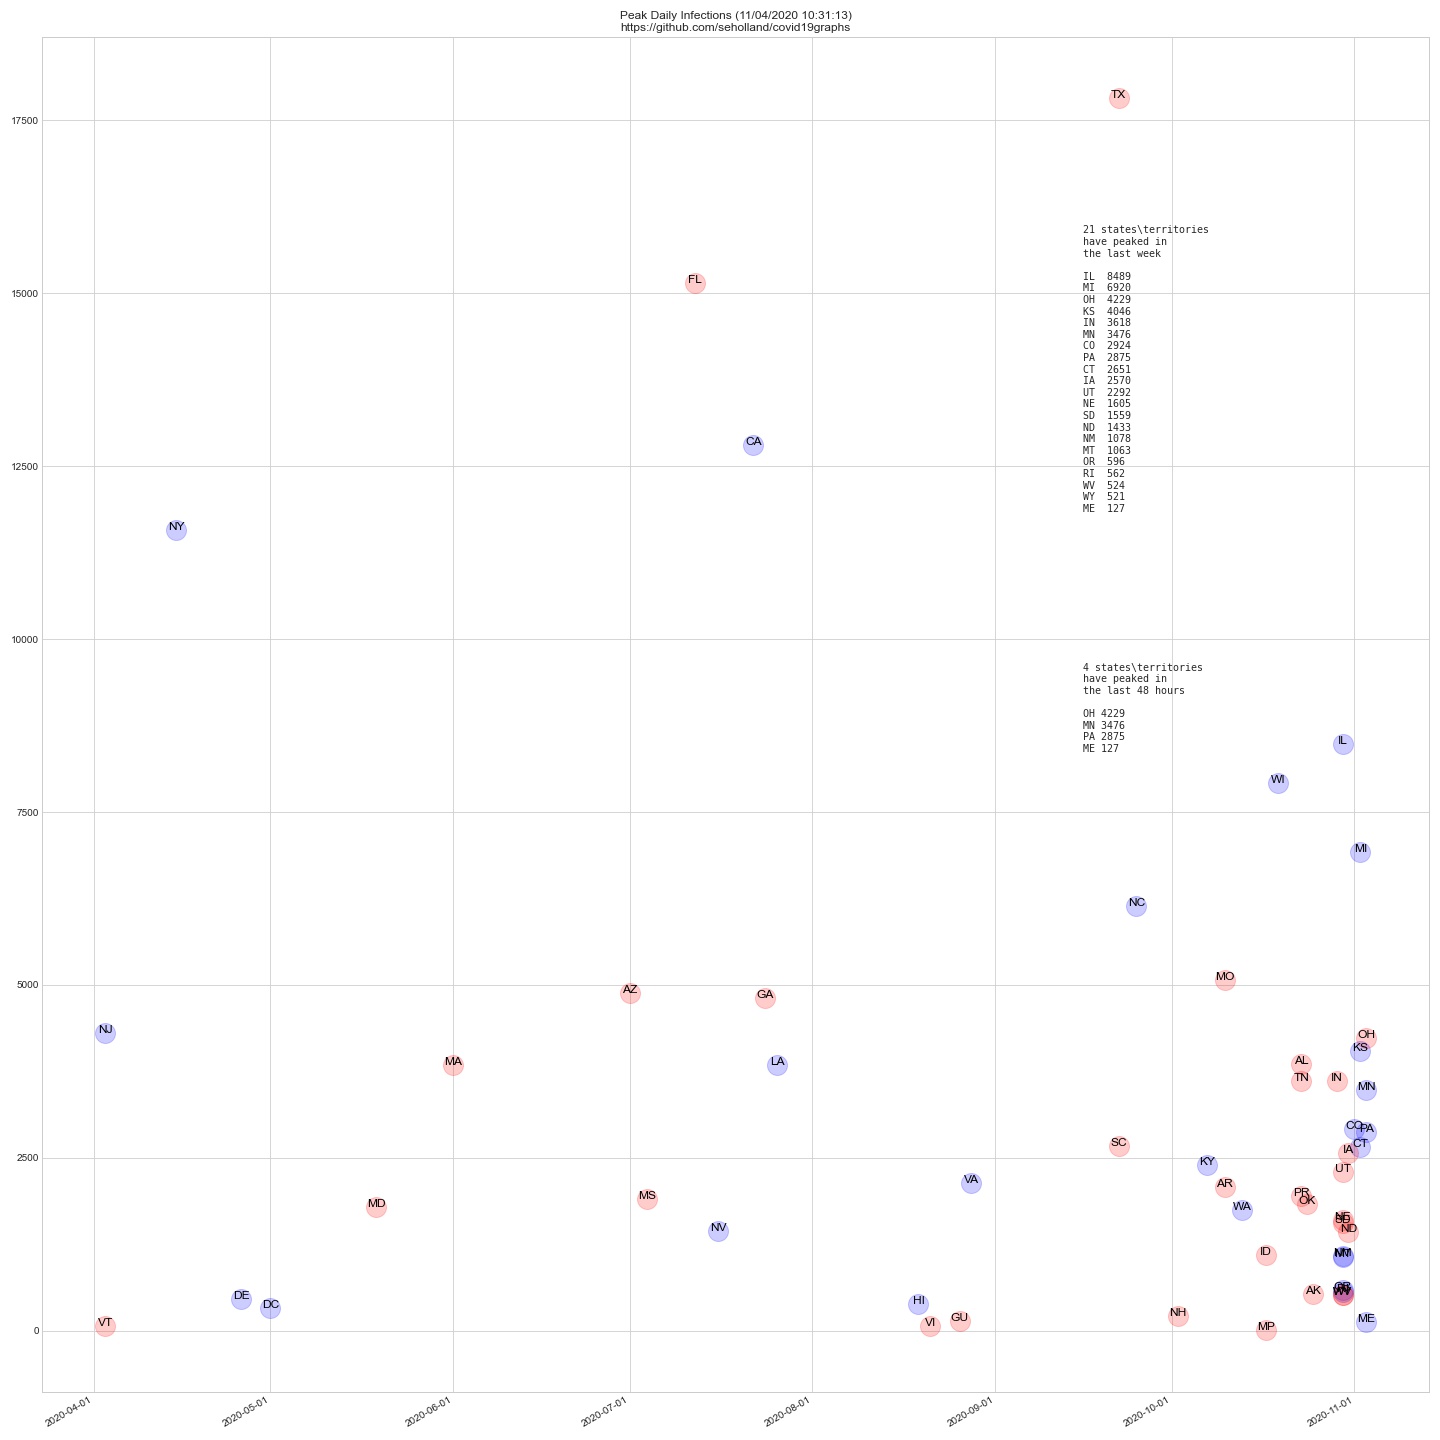 Peak Daily Infections (11/04/2020 10:31:13)
https://github.com/seholland/covid19graphs
TX
17500
21 states\territories
have peaked in
the last week
IL 8489
MI 6920
OH 4229
KS 4046
IN 3618
MN 3476
CO 2924
PA 2875
CT 2651
IA 2570
UT 2292
NE 1605
SD 1559
ND 1433
NM 1078
MT 1063
OR 596
RI 562
WV 524
WY 521
ME 127
FL
15000
CA
12500
NY
10000
4 states\territories
have peaked in
the last 48 hours
OH 4229
MN 3476
PA 2875
ME 127
IL
WI
7500
MI
NC
MO
5000
AZ
GA
NJ
OH
KS
MA
LA
AL
TN
IN
MN
CO
PA
SC
CT
2500
IA
KY
UT
VA
AR
MD
MS
PR
OK
WA
NV
NE
SD
ND
ID
DE
DC
HI
AK
VT
VI
GU
NH
MP
ME
0
2020-04-01
2020-05-01
2020-06-01
2020-07-01
2020-08-01
2020-09-01
2020-10-01
2020-11-01